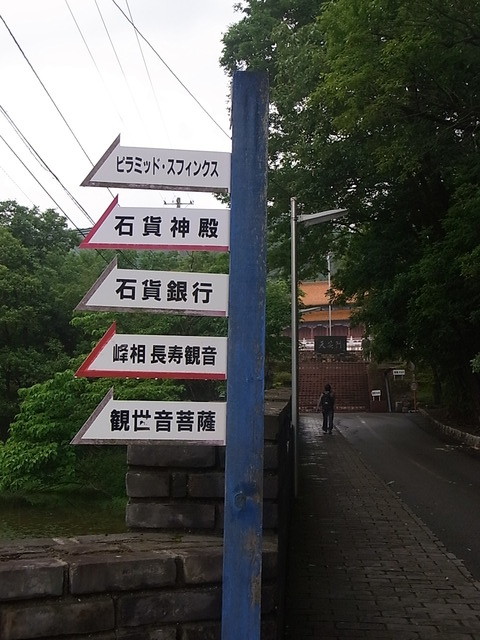 ピラミッド・スフィンクス
石貨神殿
石貨銀行
峰相長寿観音
観世音菩薩